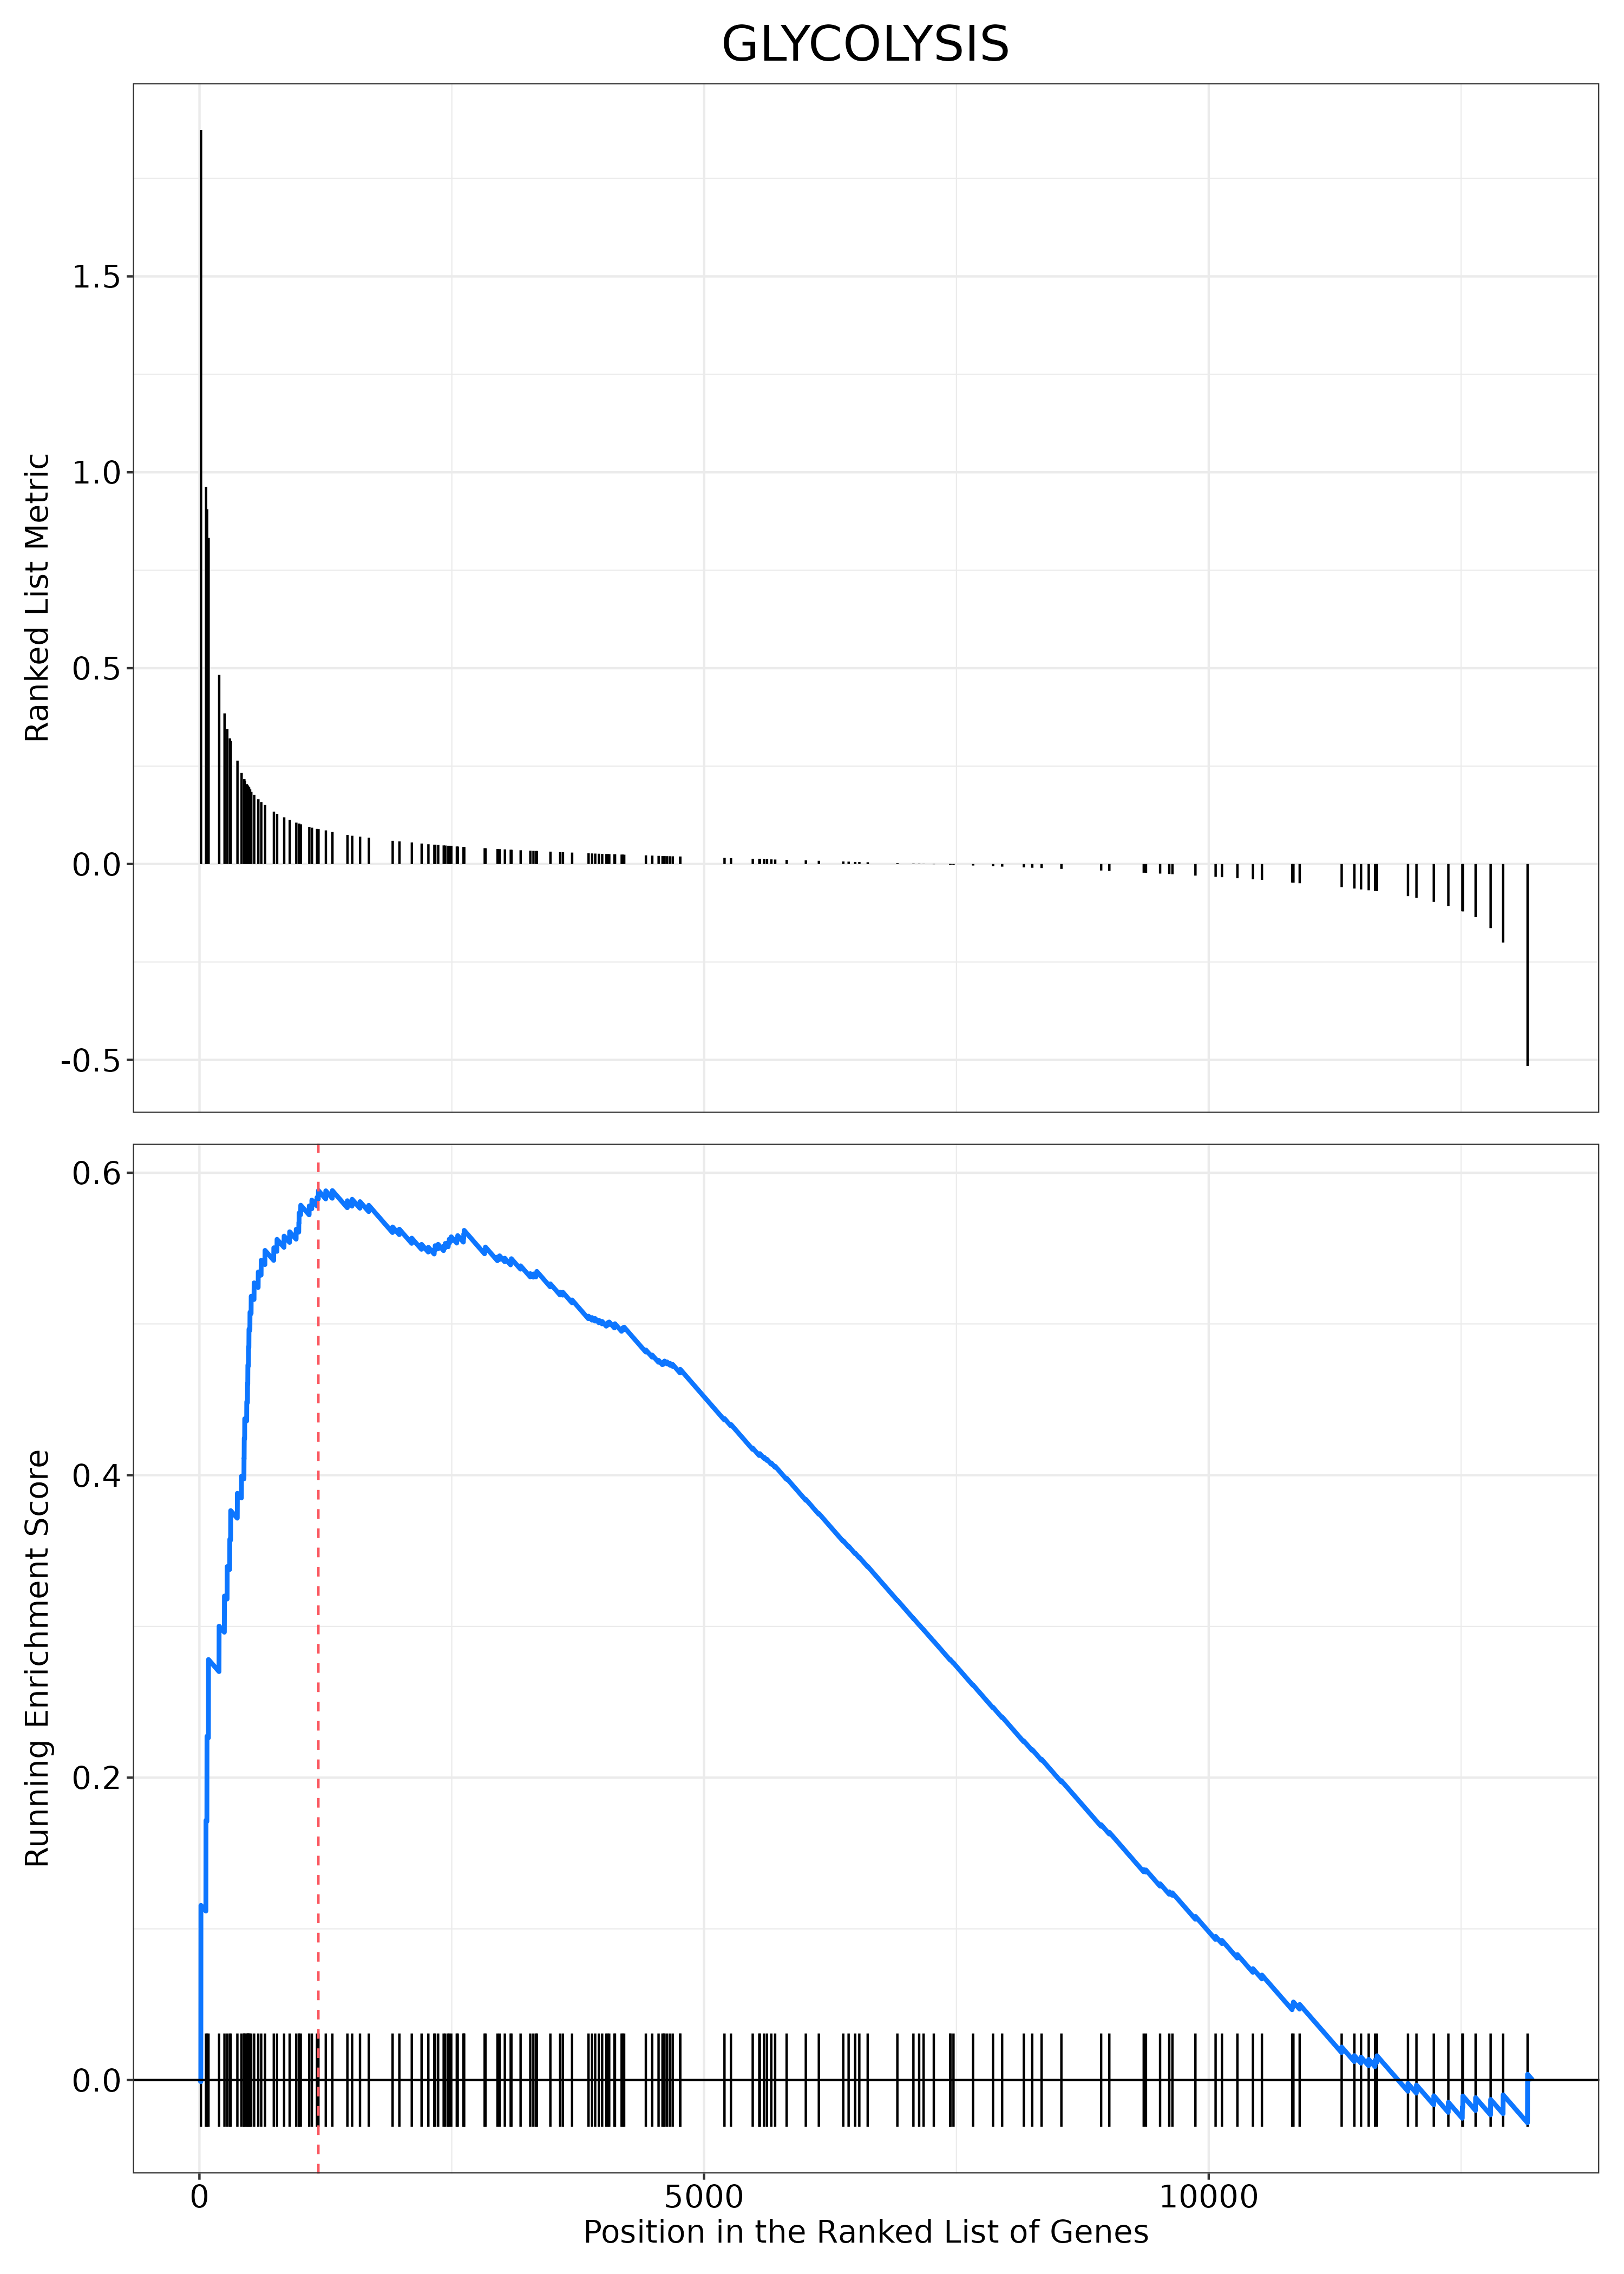 GLYCOLYSIS
Ranked List Metric
1.5
1.0
0.5
0.0
-0.5
Running Enrichment Score
0.6
0.4
0.2
0.0
0 5000 10000
Position in the Ranked List of Genes